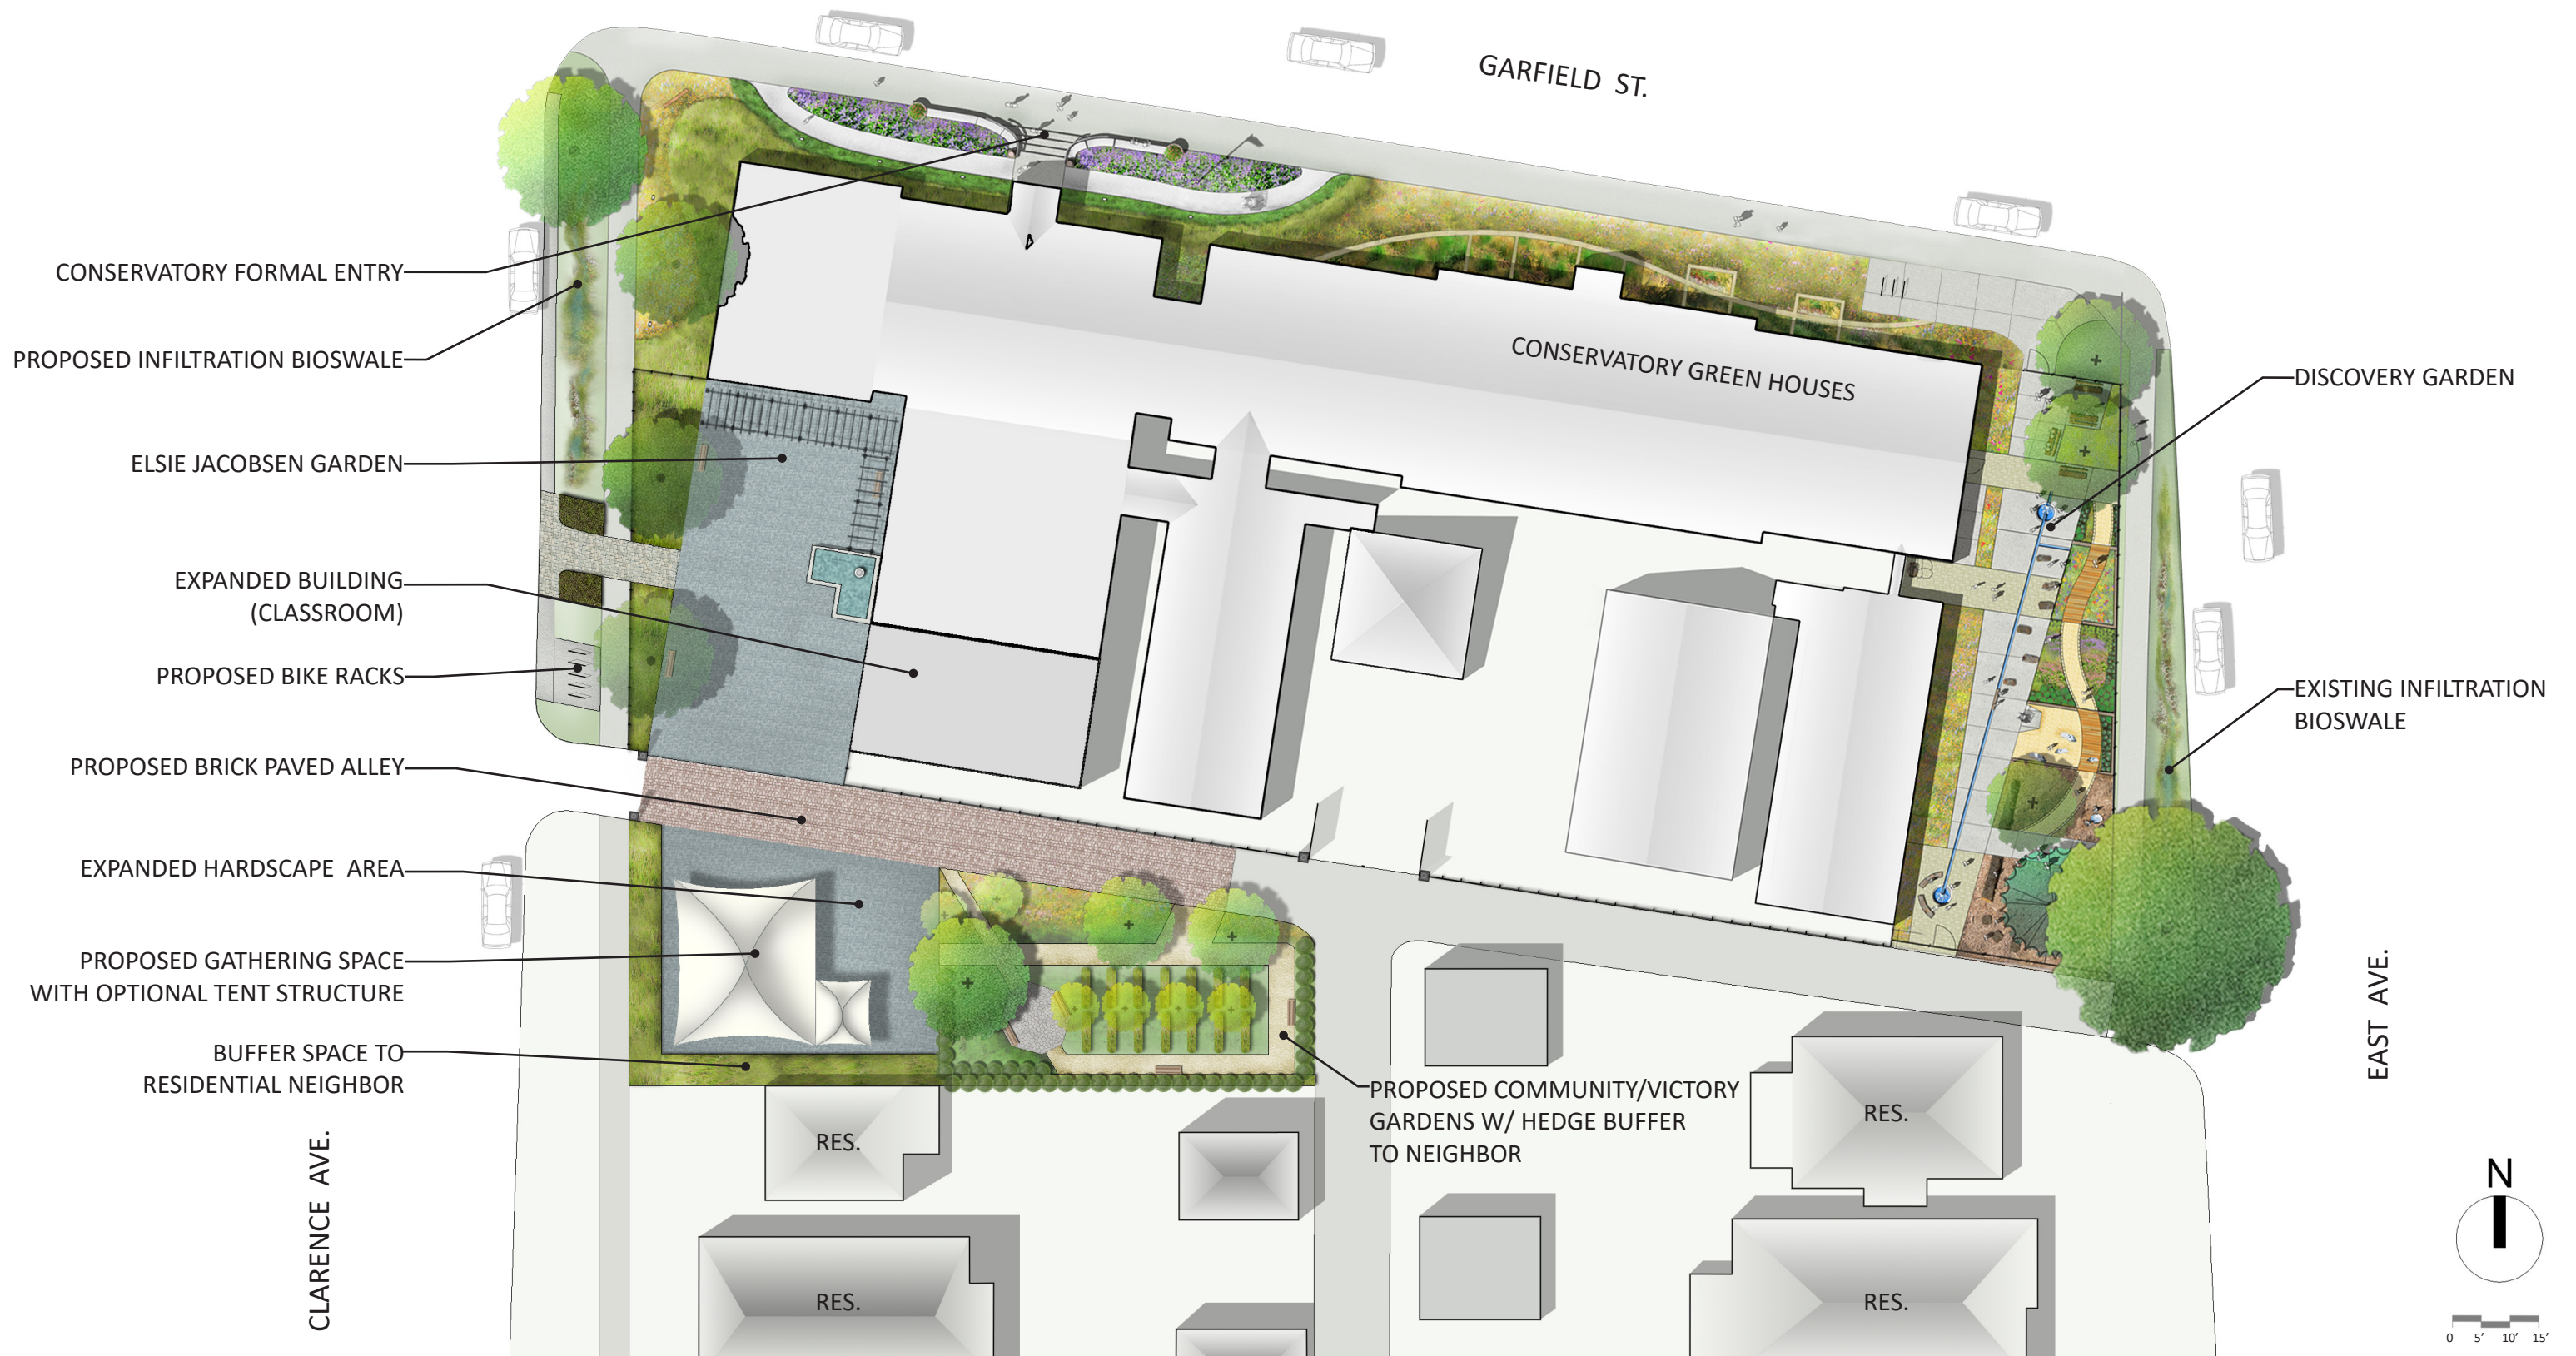 GARFIELD ST.
CONSERVATORY FORMAL ENTRY
PROPOSED INFILTRATION BIOSWALE
ELSIE JACOBSEN GARDEN
EXPANDED BUILDING
(CLASSROOM)
PROPOSED BIKE RACKS
PROPOSED BRICK PAVED ALLEY
EXPANDED HARDSCAPE AREA
PROPOSED GATHERING SPACE
WITH OPTIONAL TENT STRUCTURE
BUFFER SPACE TO
RESIDENTIAL NEIGHBOR
CLARENCE AVE.
CONSERVATORY GREEN HOUSES
DISCOVERY GARDEN
EXISTING INFILTRATION
BIOSWALE
EAST AVE.
PROPOSED COMMUNITY/VICTORY
GARDENS W/ HEDGE BUFFER
TO NEIGHBOR
RES.
RES.
RES.
RES.
N
0 5' 10' 15'